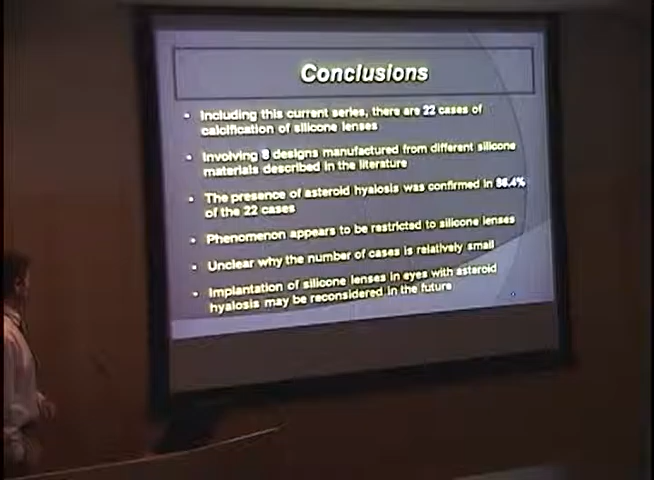 Conclusions
• Including this current series, there are 22 cases of
calcification of silicone lenses
• Involving 8 designs manufactured from different silicone
materials described in the literature
• The presence of asteroid hyalosis was confirmed in 86.4%
of the 22 cases
• Phenomenon appears to be restricted to silicone lenses
• Unclear why the number of cases is relatively small
• Implantation of silicone lenses in eyes with asteroid
hyalosis may be reconsidered in the future